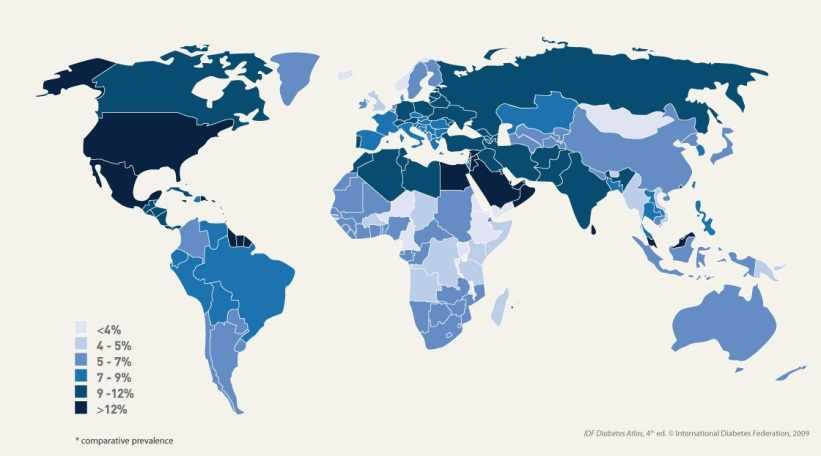 <4%
4 - 5%
5 - 7%
7 - 9%
9 -12%
>12%
* comparative prevalence
IDF Diabetes Atlas, 4th ed. © International Diabetes Federation, 2009